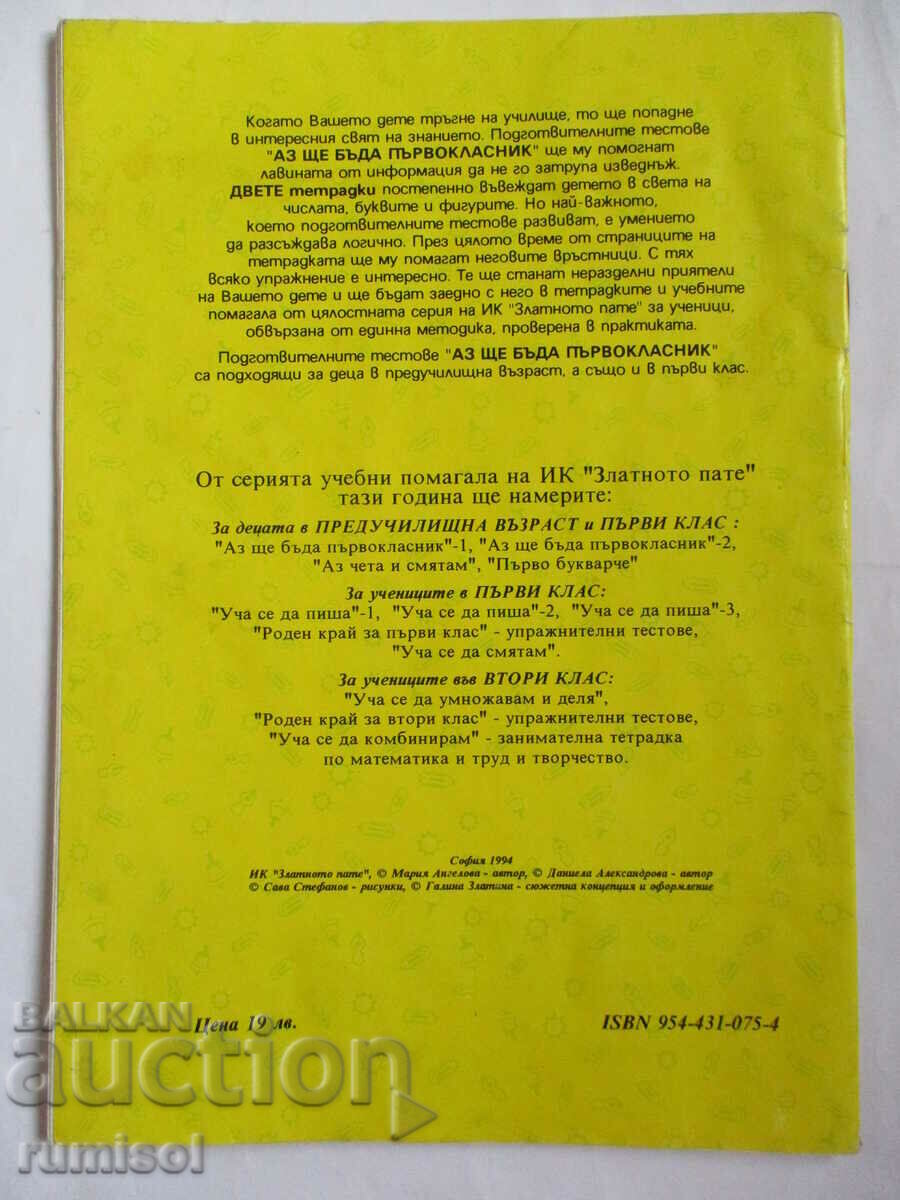 Когато Вашето дете тръгне на училище, то ще попадне
в интересния свят на знанието. Подготвителните тестове
"АЗ ЩЕ БЪДА ПЪРВОКЛАСНИК" ще му помогнат
лавината от информация да не го затрупа изведнъж.
ДВЕТЕ тетрадки постепенно въвеждат детето в света на
числата, буквите и фигурите. Но най-важното,
което подготвителните тестове развиват, е умението
да разсъждава логично. През цялото време от страниците на
тетрадката ще му помагат неговите връстници. С тях
всяко упражнение е интересно. Те ще станат неразделни приятели
на Вашето дете и ще бъдат заедно с него в тетрадките и учебните
помагала от цялостната серия на ИК "Златното пате" за ученици,
обвързана от единна методика, проверена в практиката.
Подготвителните тестове "АЗ ЩЕ БЪДА ПЪРВОКЛАСНИК"
са подходящи за деца в предучилищна възраст, а също и в първи клас.
От серията учебни помагала на ИК "Златното пате"
тази година ще намерите:
За децата в ПРЕДУЧИЛИЩНА ВЪЗРАСТ и ПЪРВИ КЛАС :
"Аз ще бъда първокласник"-1, "Аз ще бъда първокласник"-2,
"Аз чета и смятам", "Първо букварче"
За учениците в ПЪРВИ КЛАС:
"Уча се да пиша"-1, "Уча се да пиша"-2, "Уча се да пиша"-3,
"Роден край за първи клас" - упражнителни тестове,
"Уча се да смятам".
За учениците във ВТОРИ КЛАС:
"Уча се да умножавам и деля",
"Роден край за втори клас" - упражнителни тестове,
"Уча се да комбинирам" - занимателна тетрадка
по математика и труд и творчество.
София 1994
ИК "Златното пате", © Мария Ангелова - автор, © Даниела Александрова - автор
© Сава Стефанов - рисунки, © Галина Златина - сюжетна концепция и оформление
Цена 19 лв. ISBN 954-431-075-4
BALKAN
auction
rumisol